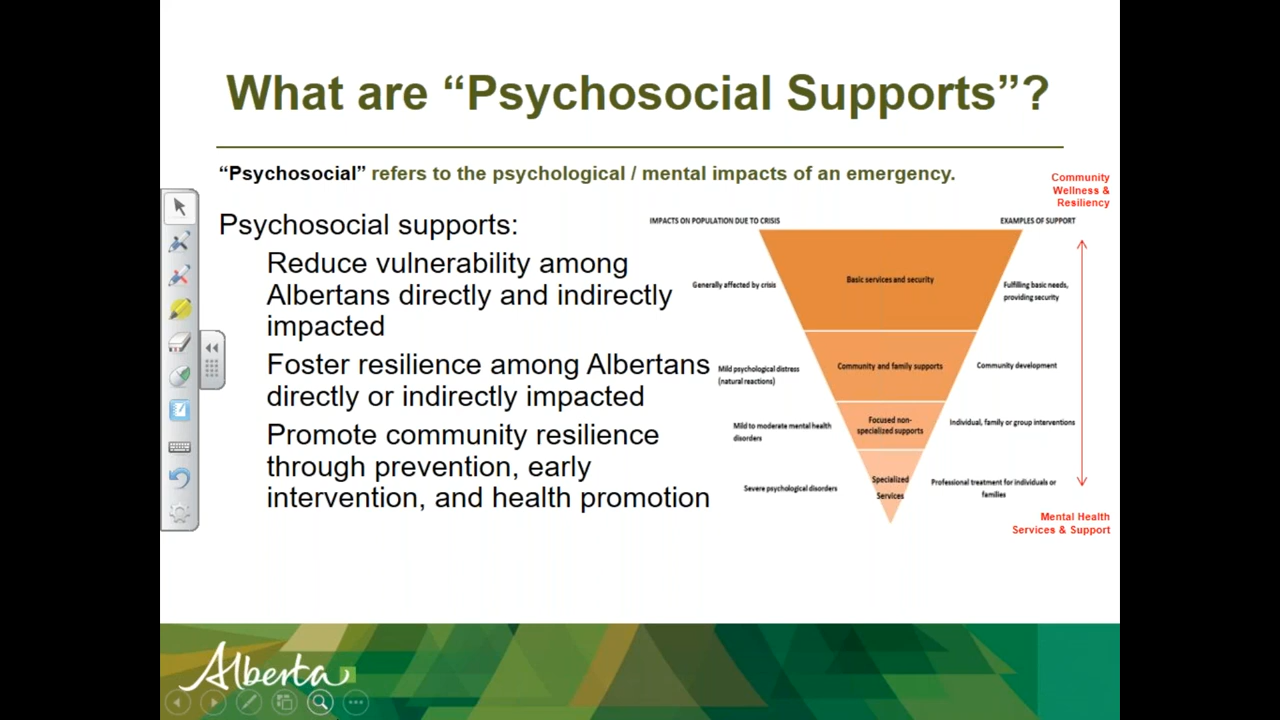 What are “Psychosocial Supports”?
“Psychosocial” refers to the psychological / mental impacts of an emergency.
Psychosocial supports:
Reduce vulnerability among
Albertans directly and indirectly
impacted
Foster resilience among Albertans
directly or indirectly impacted
Promote community resilience
through prevention, early
intervention, and health promotion
Community
Wellness &
Resiliency
IMPACTS ON POPULATION DUE TO CRISIS
EXAMPLES OF SUPPORT
Generally affected by crisis
Basic services and security
Fulfilling basic needs,
providing security
Mild psychological distress
(natural reactions)
Community and family supports
Community development
Mild to moderate mental health
disorders
Focused non-
specialized supports
Individual, family or group interventions
Severe psychological disorders
Specialized
Services
Professional treatment for individuals or
families
Mental Health
Services & Support
Alberta